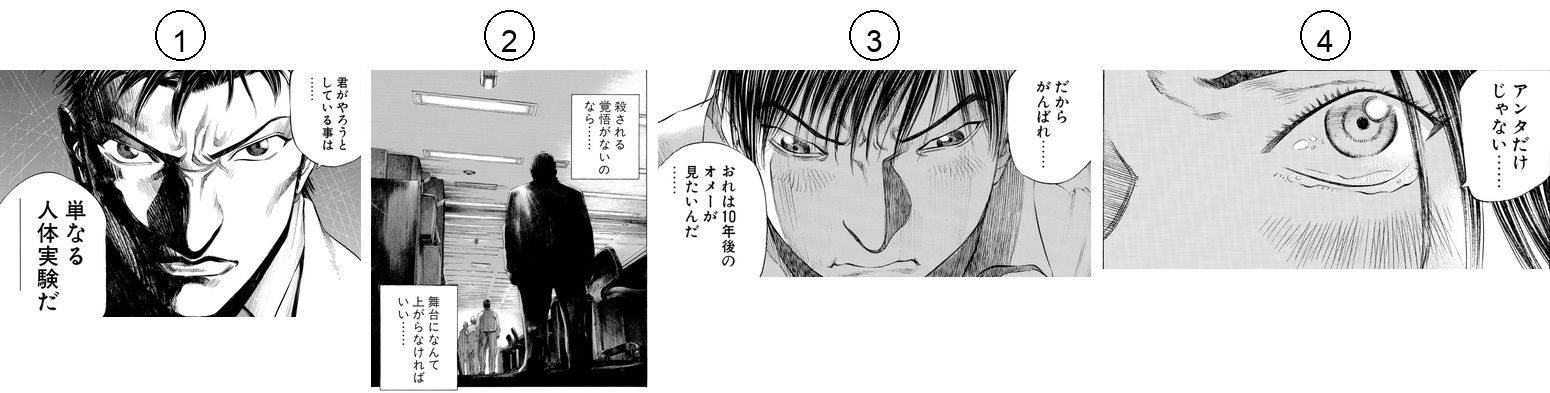 1
君がやろうと
している事は
……
単なる
人体実験だ
2
殺される
覚悟がないの
なら……
舞台になんて
上がらなければ
いい……
3
だから
がんばれ……
おれは10年後の
オメーが
見たいんだ
……
4
アンタだけ
じゃない……